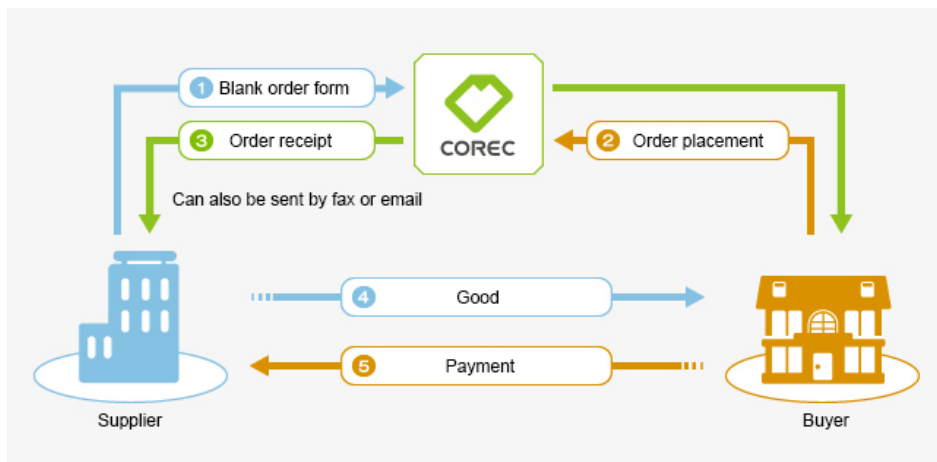 1 Blank order form
3 Order receipt
COREC
2 Order placement
Can also be sent by fax or email
4 Good
5 Payment
Supplier
Buyer